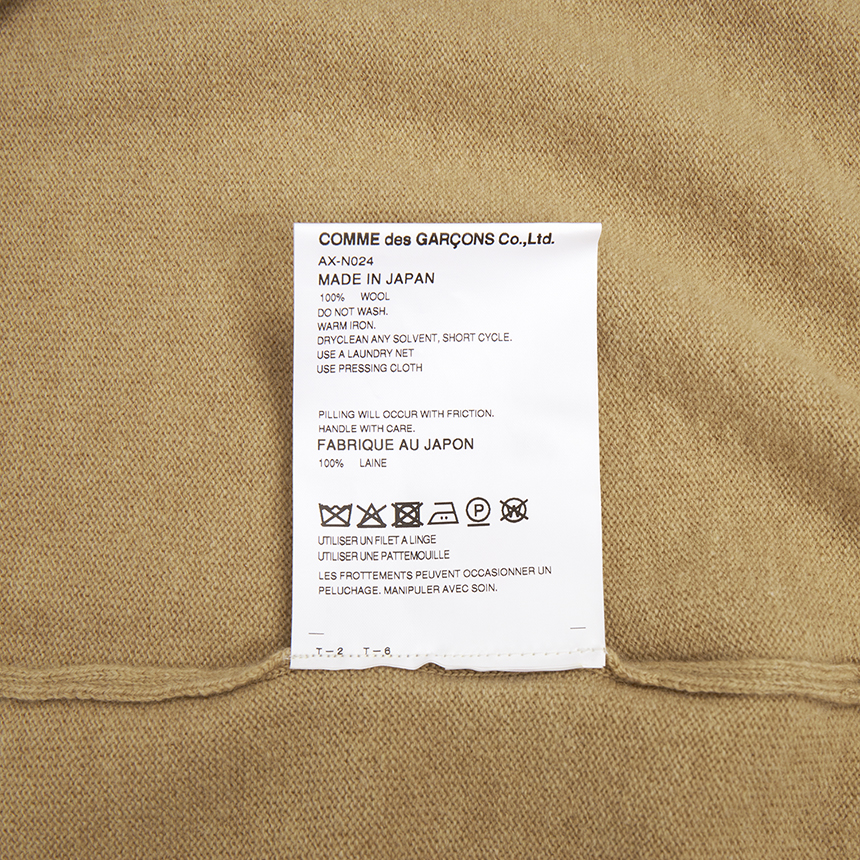 COMME des GARÇONS Co.,Ltd.
AX-N024
MADE IN JAPAN
100% WOOL
DO NOT WASH.
WARM IRON.
DRYCLEAN ANY SOLVENT, SHORT CYCLE.
USE A LAUNDRY NET
USE PRESSING CLOTH
PILLING WILL OCCUR WITH FRICTION.
HANDLE WITH CARE.
FABRIQUE AU JAPON
100% LAINE
P W
UTILISER UN FILET A LINGE
UTILISER UNE PATTEMOUILLE
LES FROTTEMENTS PEUVENT OCCASIONNER UN
PELUCHAGE. MANIPULER AVEC SOIN.
T-2 T-6